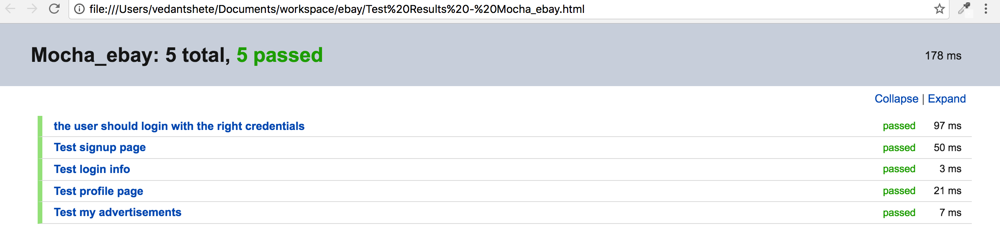 file:///Users/vedantshete/Documents/workspace/ebay/Test%20Results%20-%20Mocha_ebay.html
Mocha_ebay: 5 total, 5 passed 178 ms
Collapse | Expand
the user should login with the right credentials passed 97 ms
Test signup page passed 50 ms
Test login info passed 3 ms
Test profile page passed 21 ms
Test my advertisements passed 7 ms